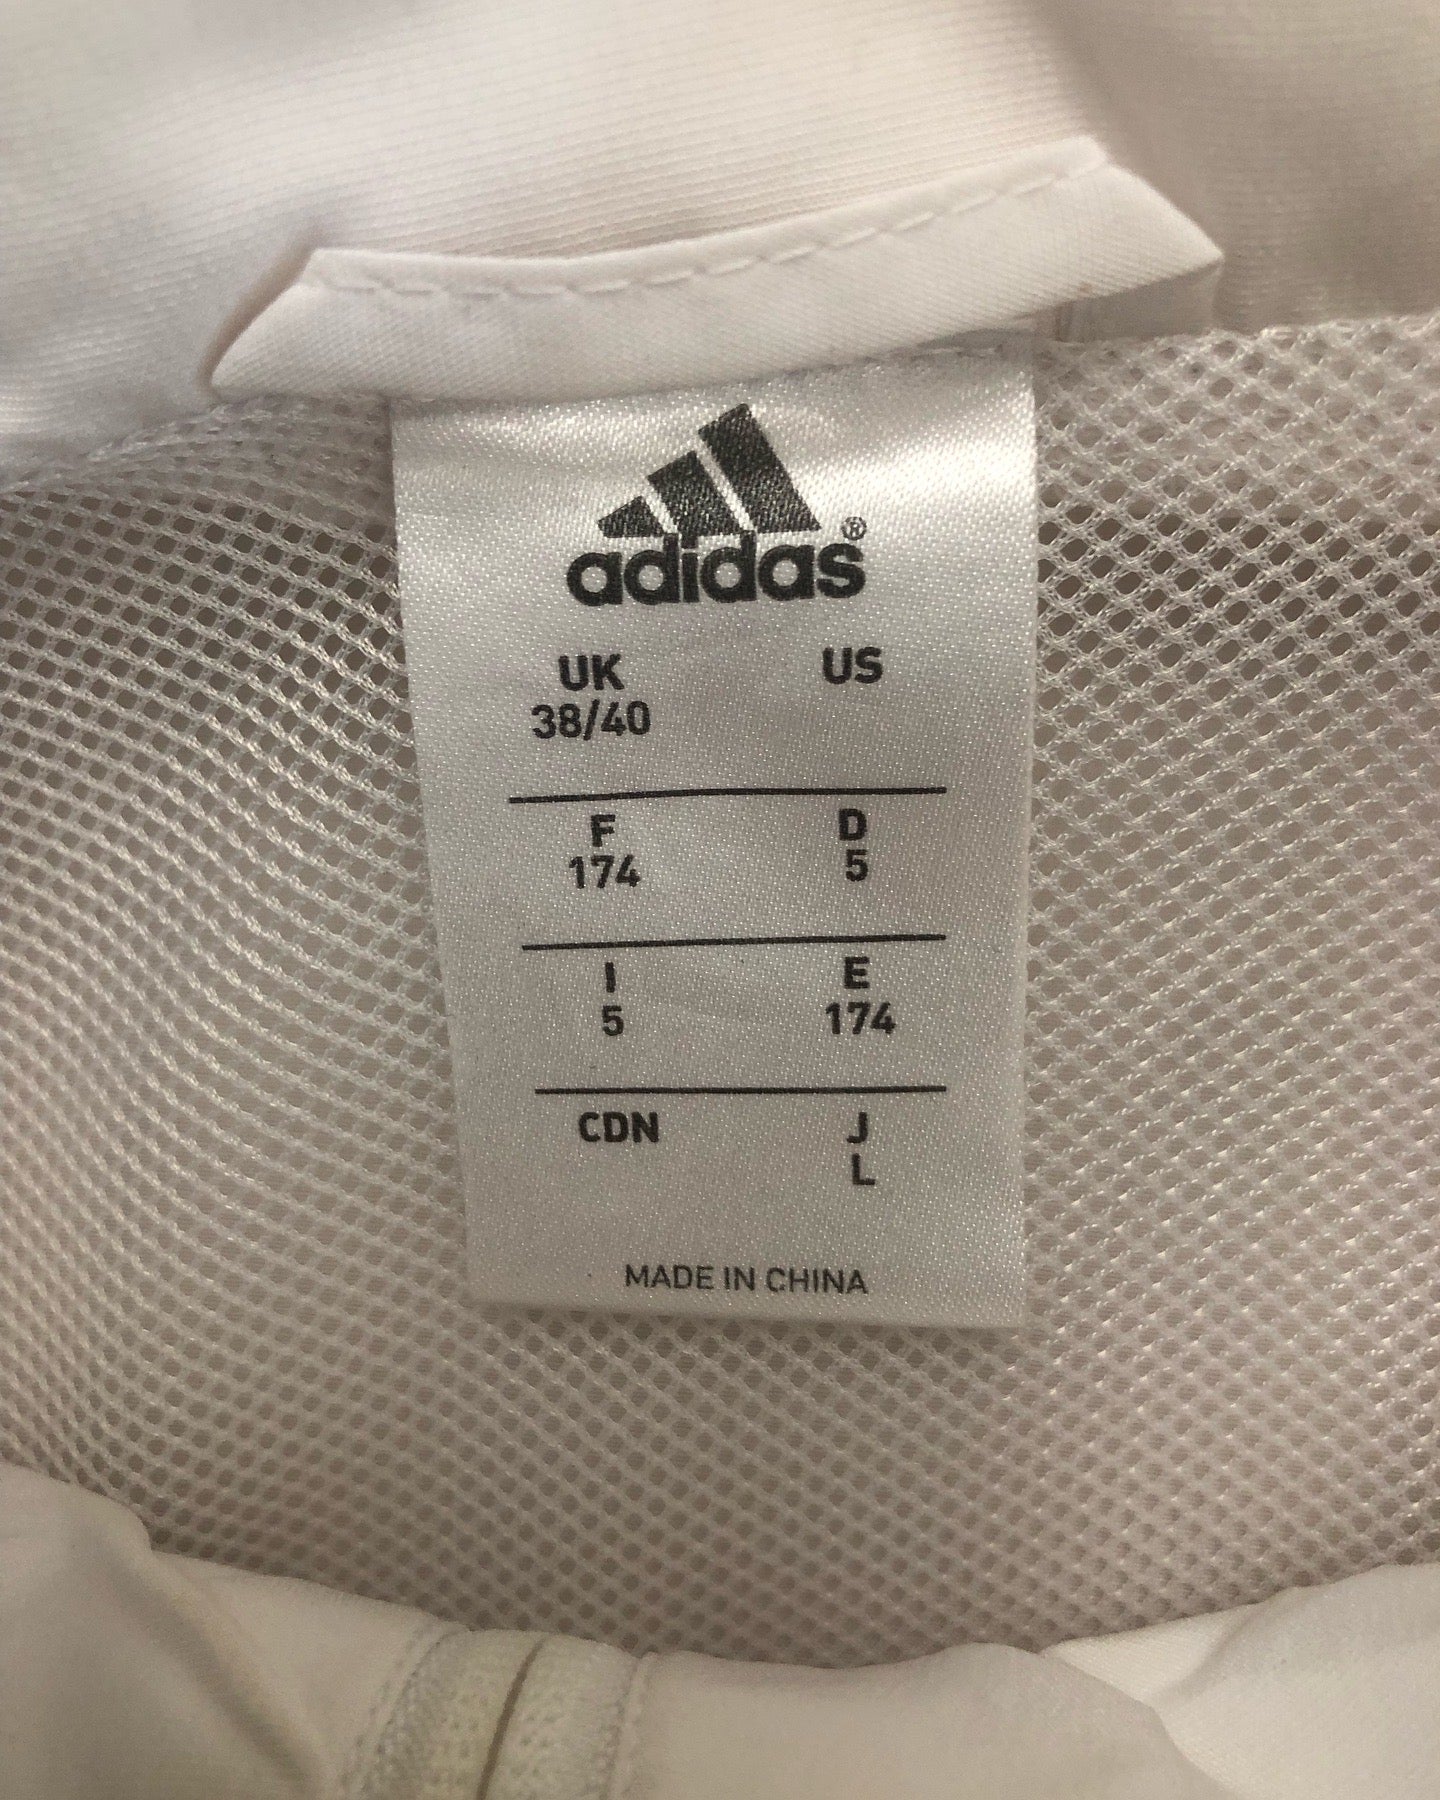 adidas®
UK US
38/40
F D
174 5
I E
5 174
CDN J
L
MADE IN CHINA